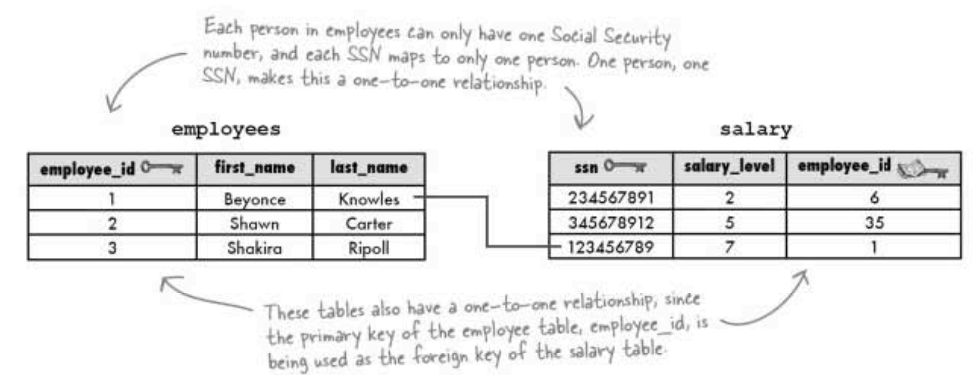 Each person in employees can only have one Social Security
number, and each SSN maps to only one person. One person, one
SSN, makes this a one-to-one relationship.
employees
employee_id first_name last_name
1 Beyonce Knowles
2 Shawn Carter
3 Shakira Ripoll
salary
ssn salary_level employee_id
234567891 2 6
345678912 5 35
123456789 7 1
These tables also have a one-to-one relationship, since
the primary key of the employee table, employee_id, is
being used as the foreign key of the salary table.